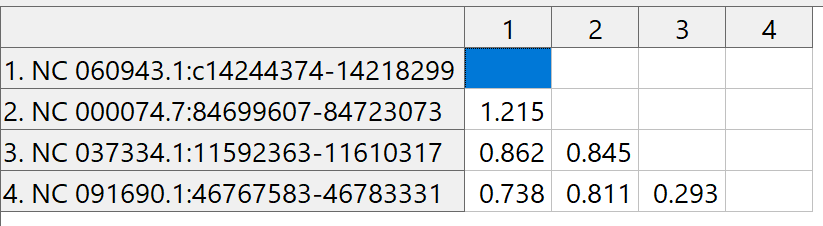 1 2 3 4
1. NC 060943.1:c14244374-14218299
2. NC 000074.7:84699607-84723073 1.215
3. NC 037334.1:11592363-11610317 0.862 0.845
4. NC 091690.1:46767583-46783331 0.738 0.811 0.293